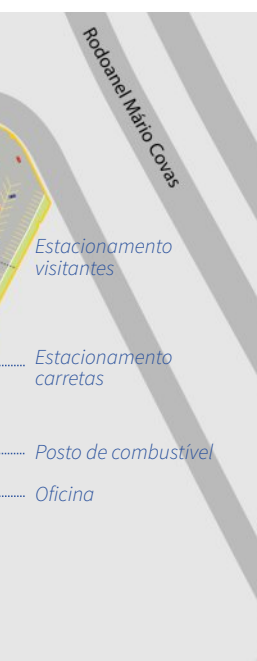 Rodoanel Mário Covas
Estacionamento
visitantes
Estacionamento
carretas
Posto de combustível
Oficina